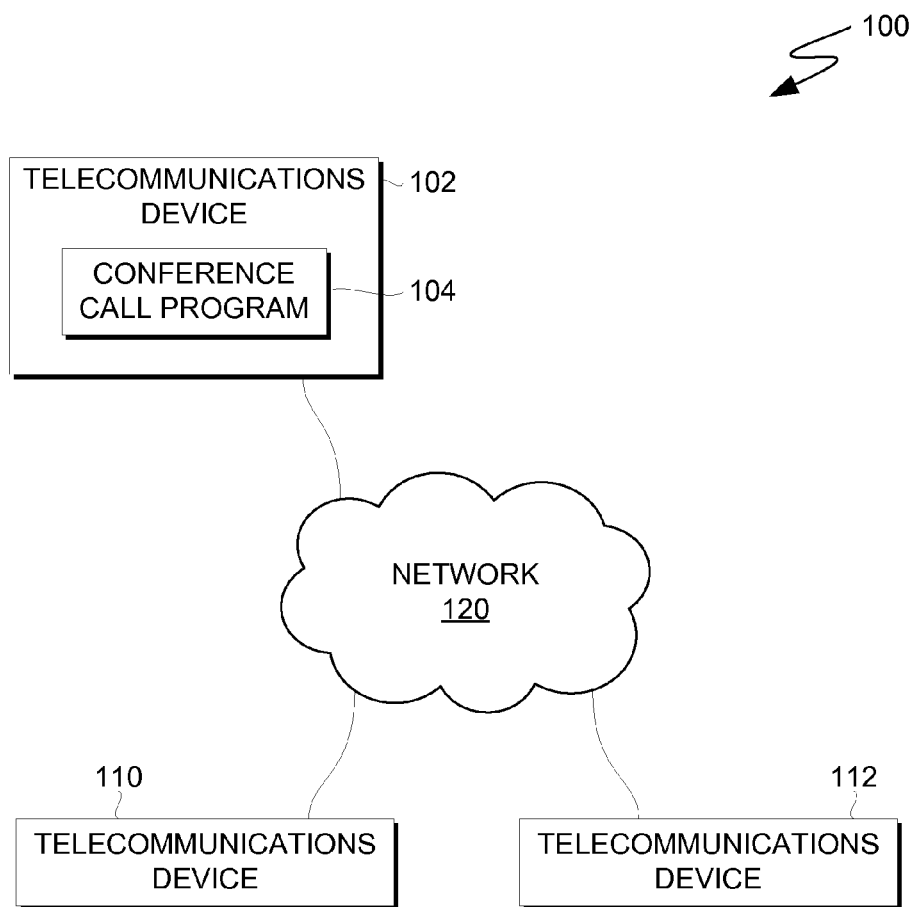 100
TELECOMMUNICATIONS
DEVICE
102
CONFERENCE
CALL PROGRAM
104
NETWORK
120
110
112
TELECOMMUNICATIONS
DEVICE
TELECOMMUNICATIONS
DEVICE